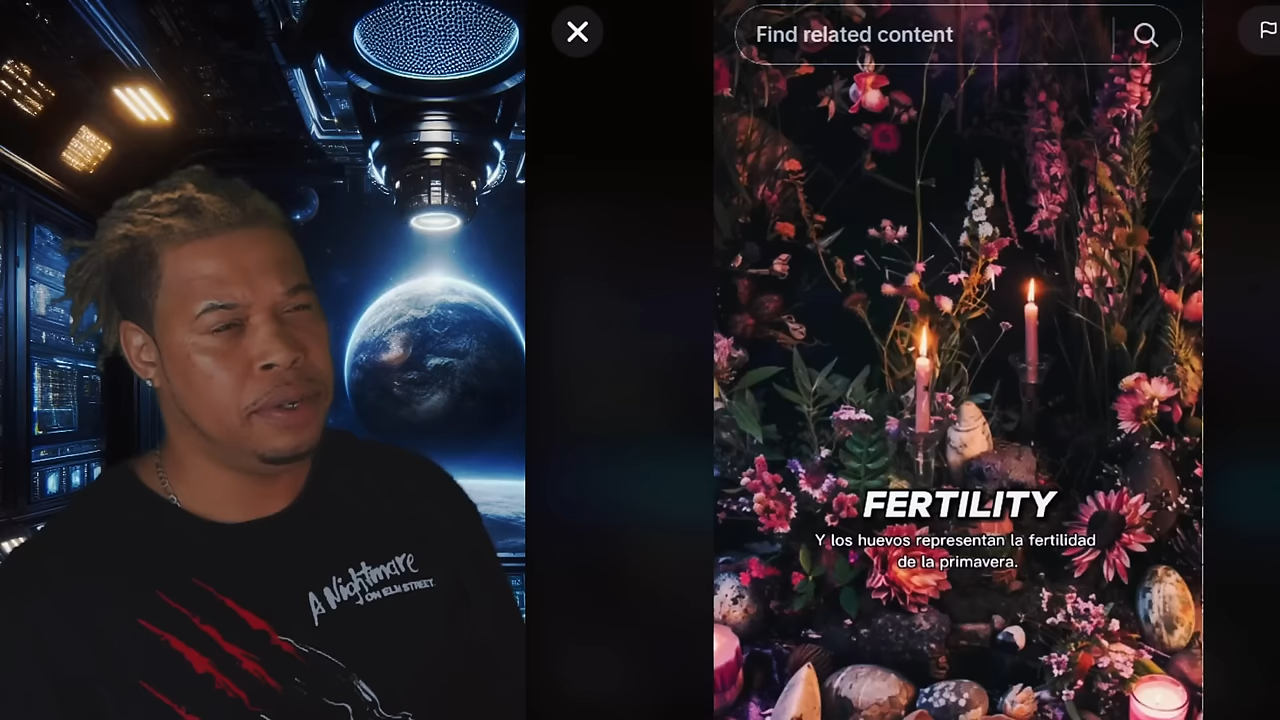 Find related content
FERTILITY
Y los huevos representan la fertilidad
de la primavera.
A Nightmare
ON ELM STREET